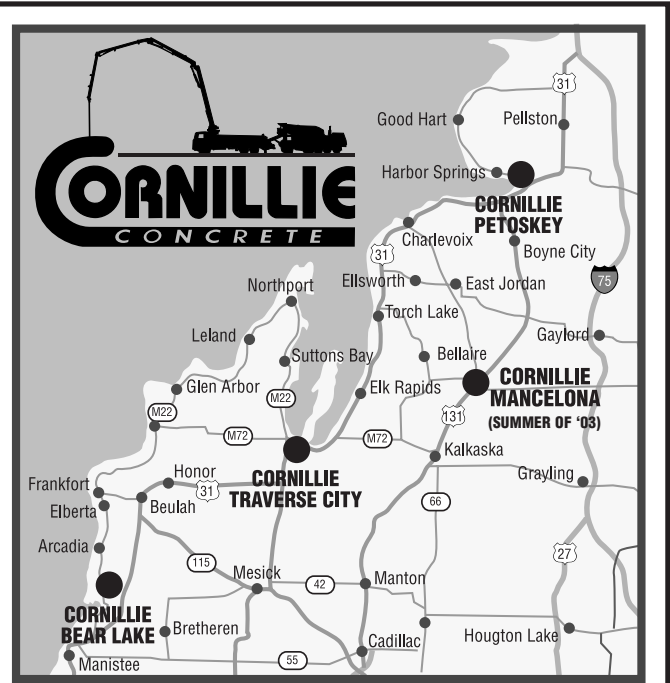 CORNILLIE
CONCRETE
31
Good Hart
Pellston
Harbor Springs
CORNILLIE
PETOSKEY
Charlevoix
31
Boyne City
Ellsworth
East Jordan
75
Northport
Torch Lake
Leland
Gaylord
Suttons Bay
Bellaire
CORNILLIE
MANCELONA
(SUMMER OF ‘03)
Glen Arbor
M22
Elk Rapids
M22
131
M72
M72
Kalkaska
CORNILLIE
TRAVERSE CITY
Honor
31
Grayling
Frankfort
Beulah
66
Elberta
Arcadia
27
115
Mesick
42
Manton
CORNILLIE
BEAR LAKE
Bretheren
Cadillac
Hougton Lake
55
Manistee